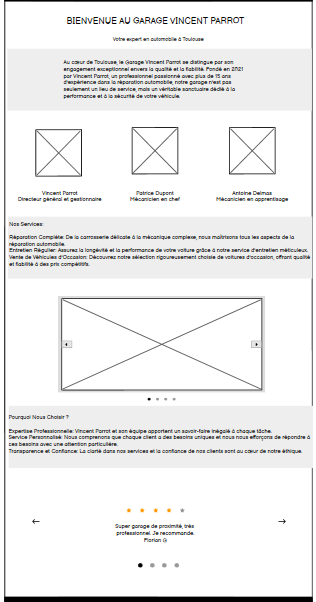 BIENVENUE AU GARAGE VINCENT PARROT
Votre expert en automobile à Toulouse
Au cœur de Toulouse, le Garage Vincent Parrot se distingue par son
engagement exceptionnel envers la qualité et la fiabilité. Fondé en 2021
par Vincent Parrot, un professionnel passionné avec plus de 15 ans
d'expérience dans la réparation automobile, notre garage n'est pas
seulement un lieu de service, mais un véritable sanctuaire dédié à la
performance et à la sécurité de votre véhicule.
Vincent Parrot
Directeur général et gestionnaire
Patrice Dupont
Mécanicien en chef
Antoine Delmas
Mécanicien en apprentisage
Nos Services:
Réparation Complète: De la carrosserie délicate à la mécanique complexe, nous maîtrisons tous les aspects de la
réparation automobile.
Entretien Régulier: Assurez la longévité et la performance de votre voiture grâce à notre service d'entretien méticuleux.
Vente de Véhicules d'Occasion: Découvrez notre sélection rigoureusement choisie de voitures d'occasion, offrant qualité
et fiabilité à des prix compétitifs.
Pourquoi Nous Choisir ?
Expertise Professionnelle: Vincent Parrot et son équipe apportent un savoir-faire inégalé à chaque tâche.
Service Personnalisé: Nous comprenons que chaque client a des besoins uniques et nous nous efforçons de répondre à
ces besoins avec une attention particulière.
Transparence et Confiance: La clarté dans nos services et la confiance de nos clients sont au cœur de notre éthique.
Super garage de proximité, très
professionnel. Je recommande.
Florian G